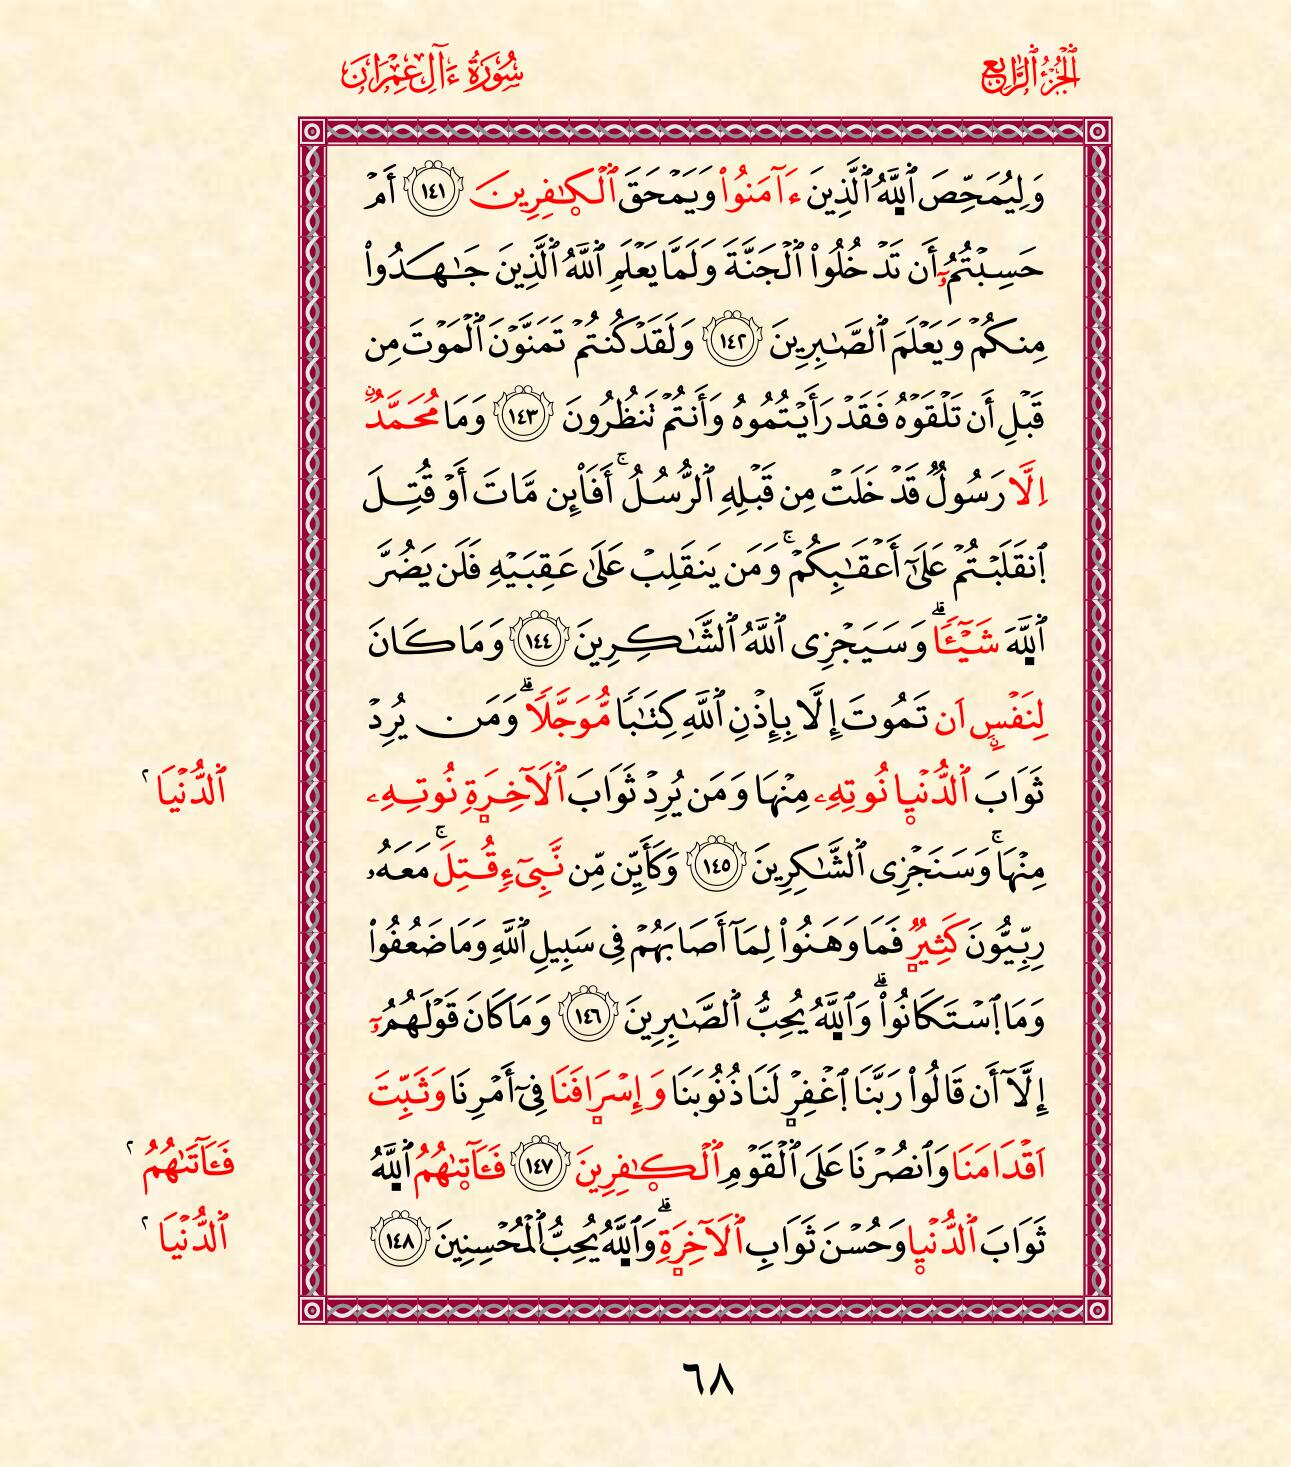 ٱلۡجُزۡءُ ٱلرَّابِعُ
سُورَةُ ءَالِ عِمۡرَانَ
وَلِيُمَحِّصَ ٱللَّهُ ٱلَّذِينَ ءَآمَنُواْ وَيَمۡحَقَ ٱلۡكَٰفِرِينَ ١٤١ أَمۡ
حَسِبۡتُمُۥٓ أَن تَدۡخُلُواْ ٱلۡجَنَّةَ وَلَمَّا يَعۡلَمِ ٱللَّهُ ٱلَّذِينَ جَٰهَدُواْ
مِنكُمۡ وَيَعۡلَمَ ٱلصَّٰبِرِينَ ١٤٢ وَلَقَدۡ كُنتُمۡ تَمَنَّوۡنَ ٱلۡمَوۡتَ مِن
قَبۡلِ أَن تَلۡقَوۡهُ فَقَدۡ رَأَيۡتُمُوهُ وَأَنتُمۡ تَنظُرُونَ ١٤٣ وَمَا مُحَمَّدٌ
اِلَّا رَسُولٌ قَدۡ خَلَتۡ مِن قَبۡلِهِ ٱلرُّسُلُۚ أَفَإِيْن مَّاتَ أَوۡ قُتِلَ
ٱنقَلَبۡتُمۡ عَلَىٰٓ أَعۡقَٰبِكُمۡۚ وَمَن يَنقَلِبۡ عَلَىٰ عَقِبَيۡهِ فَلَن يَضُرَّ
ٱللَّهَ شَيۡـَٔٗاۗ وَسَيَجۡزِي ٱللَّهُ ٱلشَّٰكِرِينَ ١٤٤ وَمَا كَانَ
لِنَفۡسٍ اَن تَمُوتَ إِلَّا بِإِذۡنِ ٱللَّهِ كِتَٰبٗا مُّوَجَّلٗاۗ وَمَن يُرِدۡ
ثَوَابَ ٱلدُّنۡيٜا نُوتِهِۦ مِنۡهَا وَمَن يُرِدۡ ثَوَابَ ٱلَاخِرَةِ نُوتِهِۦ
ٱلدُّنۡيَا ٢
مِنۡهَاۚ وَسَنَجۡزِي ٱلشَّٰكِرِينَ ١٤٥ وَكَأَيِّن مِّن نَّبِيٓءٖ قُتِلَۚ مَعَهُۥ
رِبِّيُّونَ كَثِيرٞ فَمَا وَهَنُواْ لِمَآ أَصَابَهُمۡ فِي سَبِيلِ ٱللَّهِ وَمَا ضَعُفُواْ
وَمَا ٱسۡتَكَانُواْۗ وَٱللَّهُ يُحِبُّ ٱلصَّٰبِرِينَ ١٤٦ وَمَا كَانَ قَوۡلَهُمُۥٓ
إِلَّآ أَن قَالُواْ رَبَّنَا ٱغۡفِرۡ لَنَا ذُنُوبَنَا وَإِسۡرَافَنَا فِيٓ أَمۡرِنَا وَثَبِّتَ
اَقۡدَامَنَا وَٱنصُرۡنَا عَلَى ٱلۡقَوۡمِ ٱلۡكَٰفِرِينَ ١٤٧ فَـَٔاتٜىٰهُمُ ٱللَّهُ
فَـَٔاتَىٰهُمُ ٢
ثَوَابَ ٱلدُّنۡيٜا وَحُسۡنَ ثَوَابِ ٱلَاخِرَةِۗ وَٱللَّهُ يُحِبُّ ٱلۡمُحۡسِنِينَ ١٤٨
ٱلدُّنۡيَا ٢
٦٨